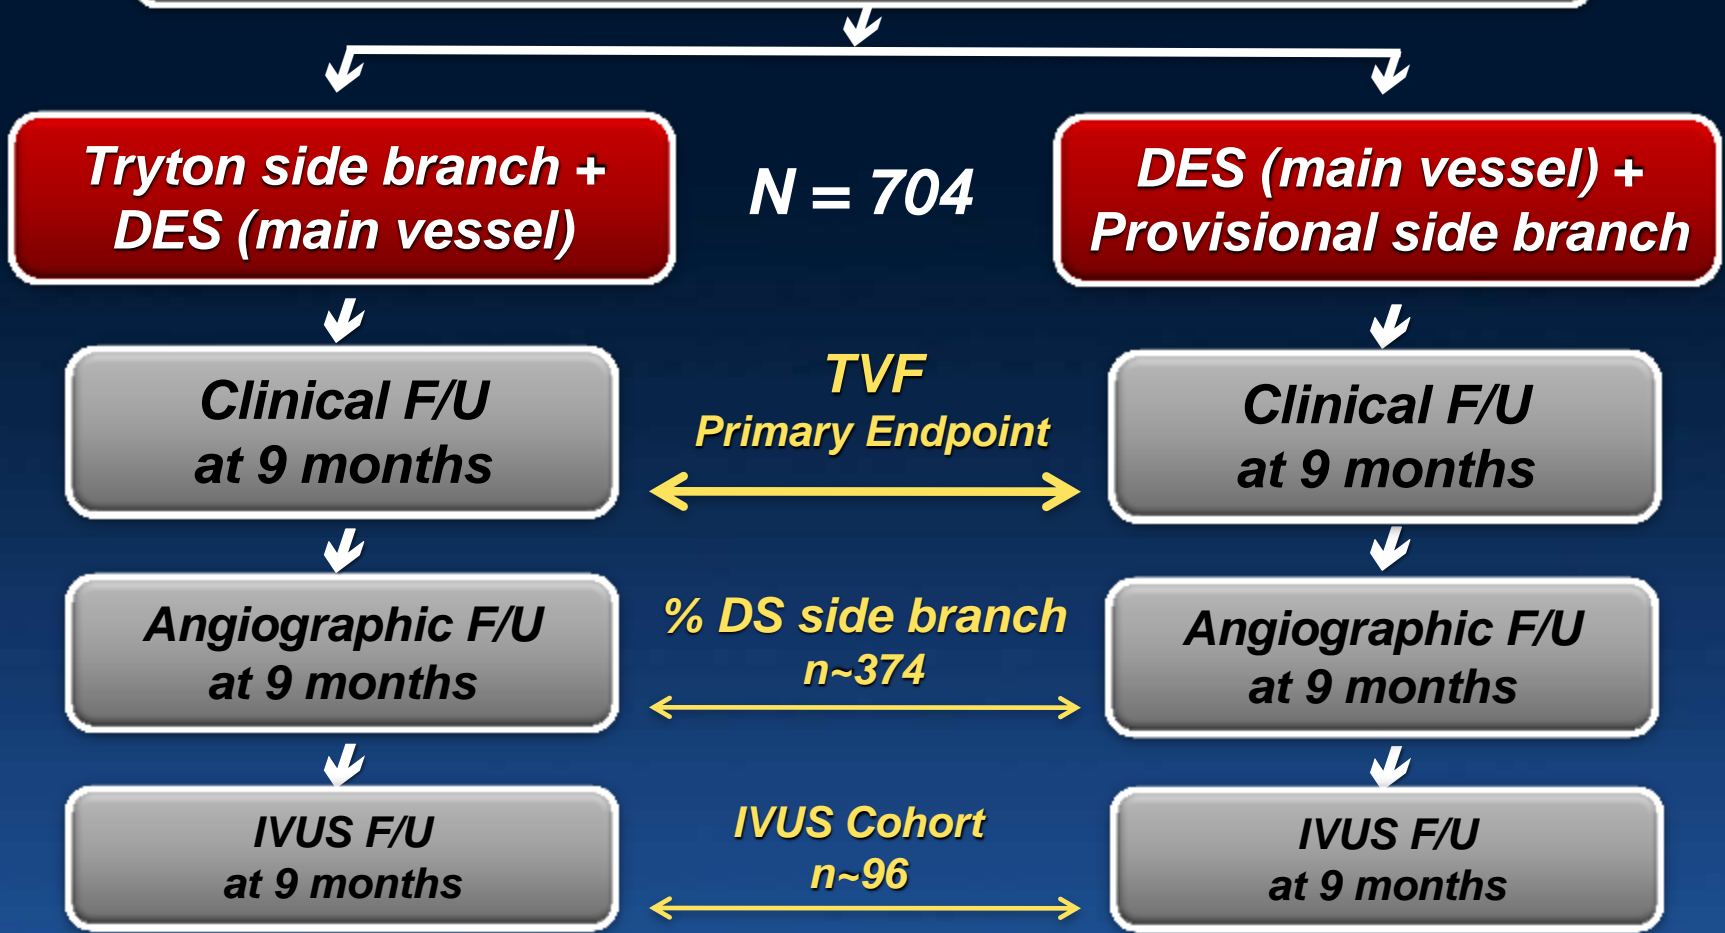 Tryton side branch +
DES (main vessel)
N = 704
DES (main vessel) +
Provisional side branch
Clinical F/U
at 9 months
TVF
Primary Endpoint
Clinical F/U
at 9 months
Angiographic F/U
at 9 months
% DS side branch
n~374
Angiographic F/U
at 9 months
IVUS F/U
at 9 months
IVUS Cohort
n~96
IVUS F/U
at 9 months